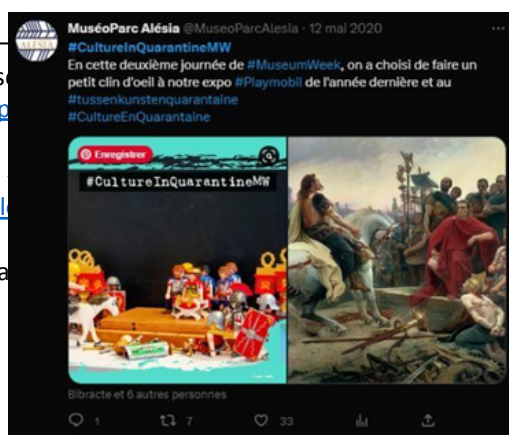 ALÉSIA
MuséoParc Alésia @MuseoParcAlesia · 12 mai 2020
#CultureInQuarantineMW
En cette deuxième journée de #MuseumWeek, on a choisi de faire un
petit clin d'oeil à notre expo #Playmobil de l'année dernière et au
#tussenkunstenquarantaine
#CultureEnQuarantaine
Enregistrer
#CultureInQuarantineMW
Bibracte et 6 autres personnes
1 7 33